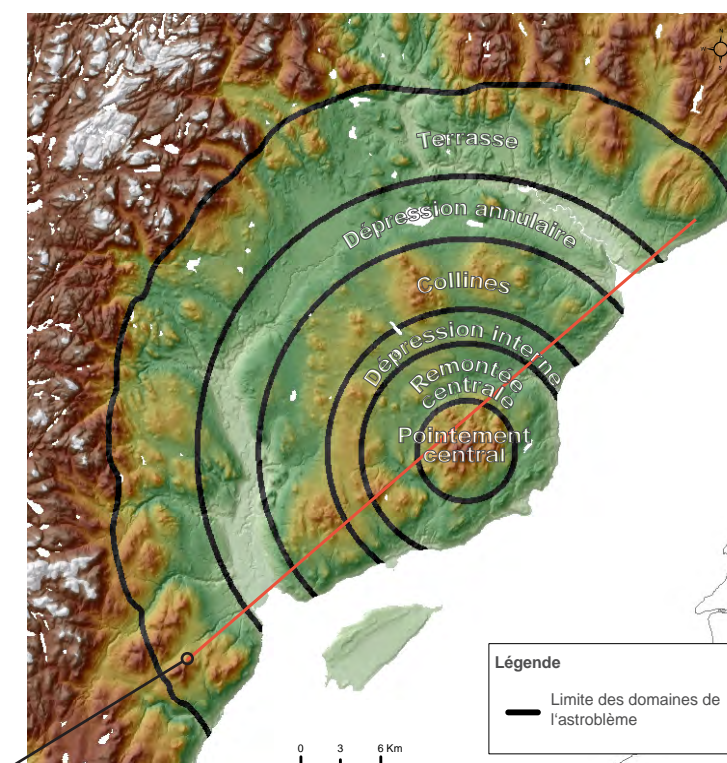 Terrasse
Dépression annulaire
Collines
Dépression interne
Remontée
centrale
Pointement
central
Légende
Limite des domaines de
l'astroblème
0 3 6 Km